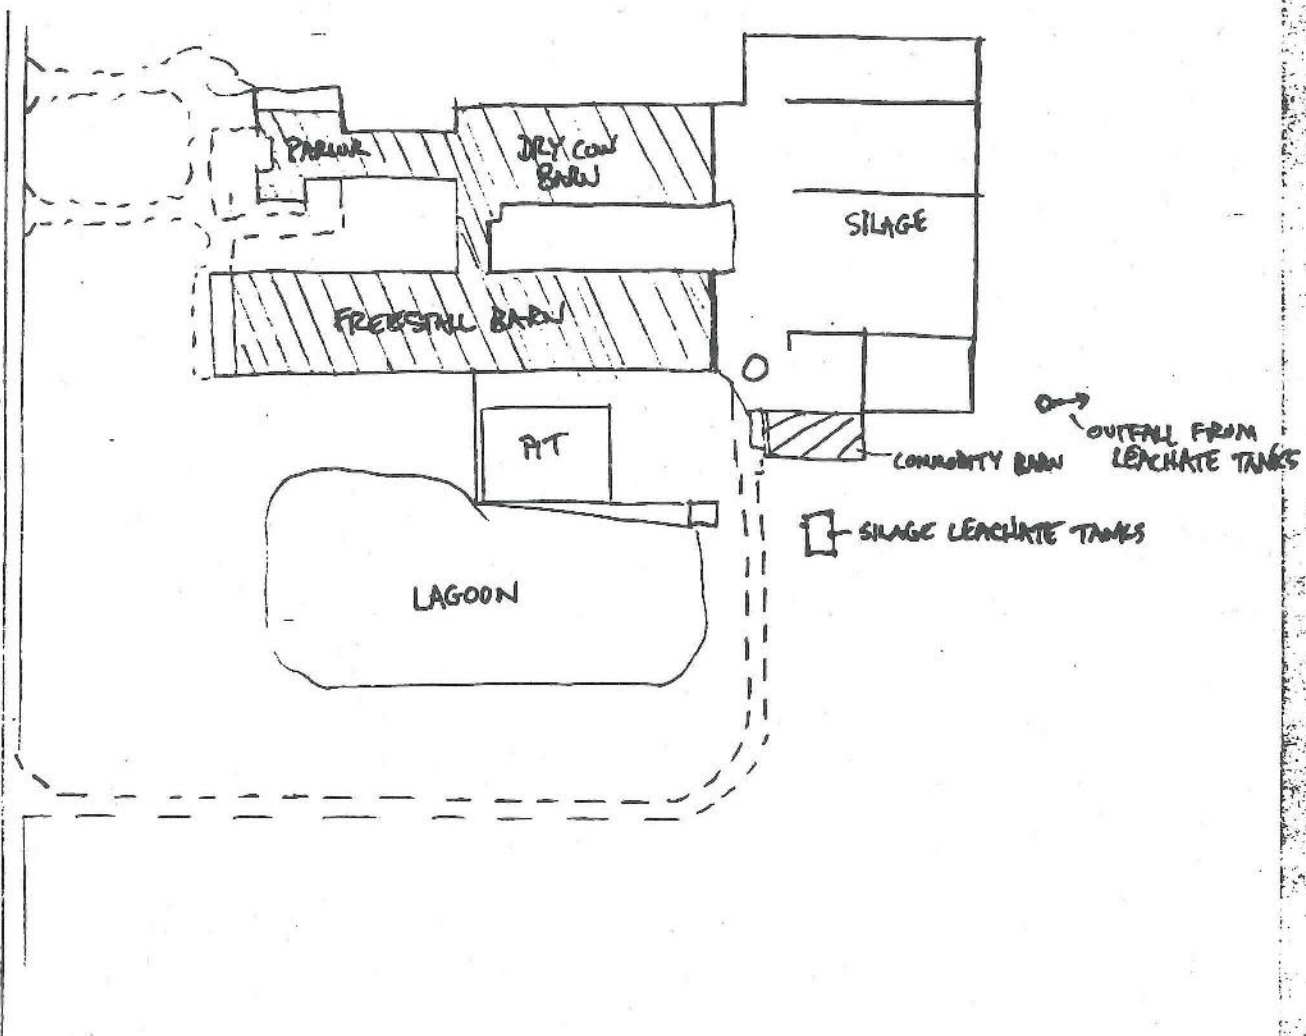 PARLOR
DRY COW
BARN
SILAGE
FREESTALL BARN
PIT
OUTFALL FROM
LEACHATE TANKS
COMMODITY BARN
SILAGE LEACHATE TANKS
LAGOON